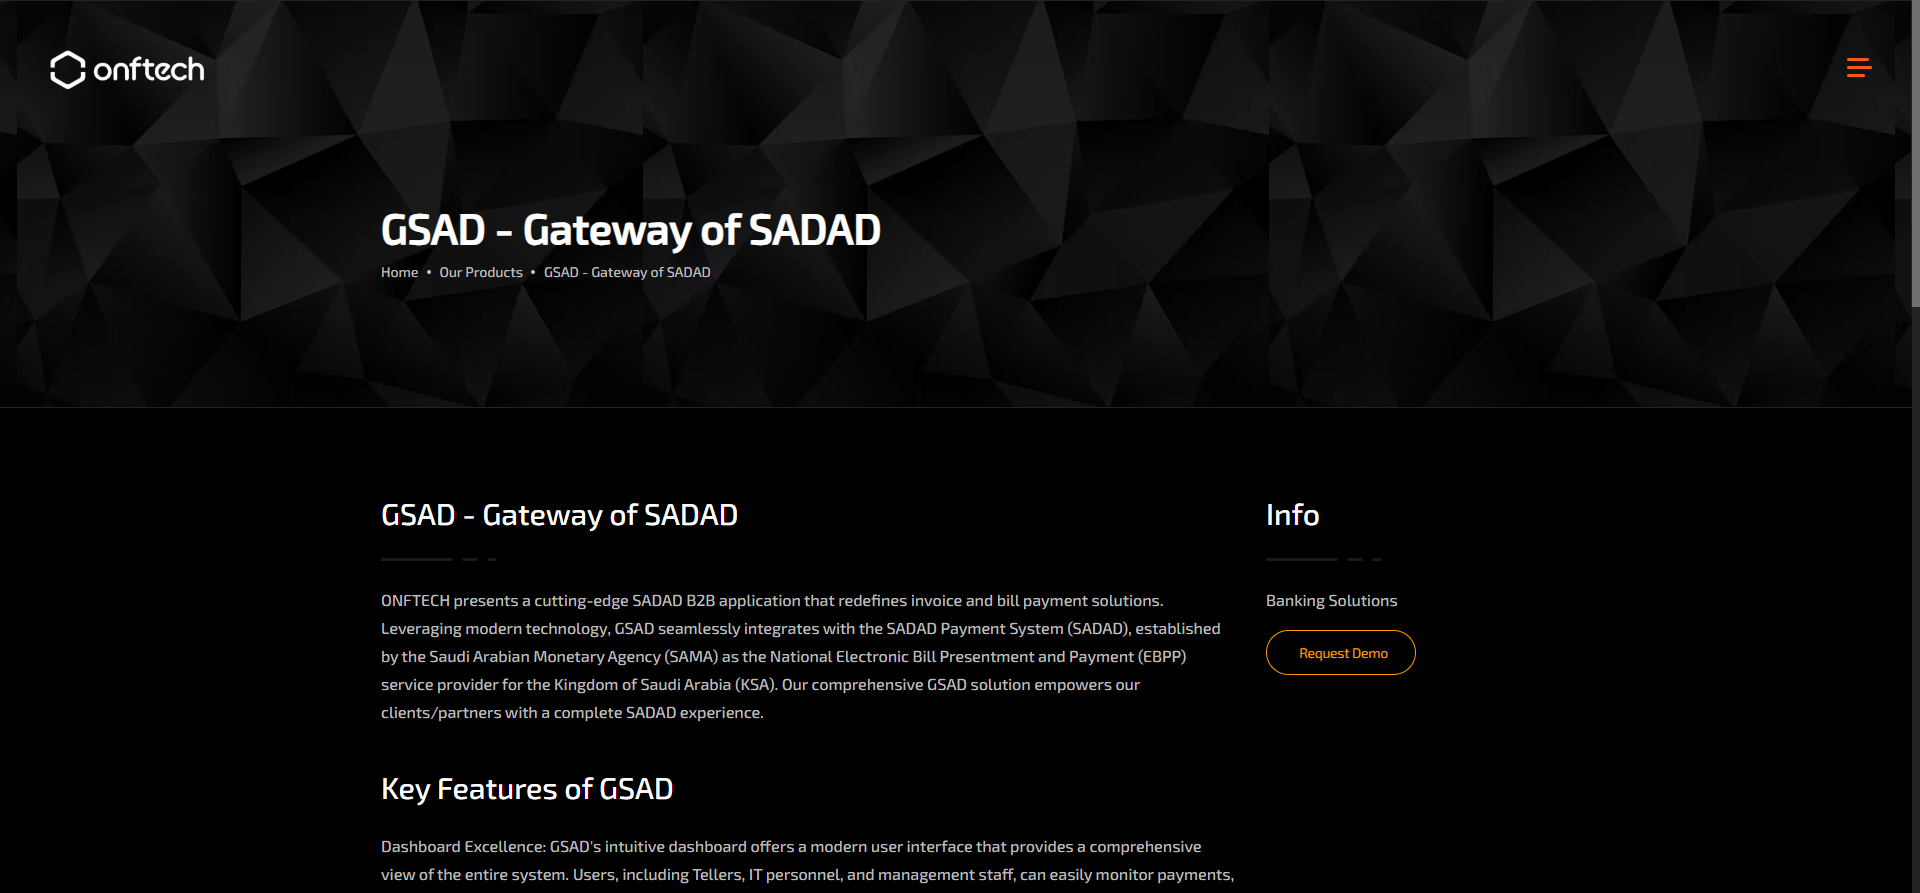 onftech
GSAD - Gateway of SADAD
Home • Our Products • GSAD - Gateway of SADAD
GSAD - Gateway of SADAD
ONFTECH presents a cutting-edge SADAD B2B application that redefines invoice and bill payment solutions.
Leveraging modern technology, GSAD seamlessly integrates with the SADAD Payment System (SADAD), established
by the Saudi Arabian Monetary Agency (SAMA) as the National Electronic Bill Presentment and Payment (EBPP)
service provider for the Kingdom of Saudi Arabia (KSA). Our comprehensive GSAD solution empowers our
clients/partners with a complete SADAD experience.
Key Features of GSAD
Dashboard Excellence: GSAD's intuitive dashboard offers a modern user interface that provides a comprehensive
view of the entire system. Users, including Tellers, IT personnel, and management staff, can easily monitor payments,
Info
Banking Solutions
Request Demo